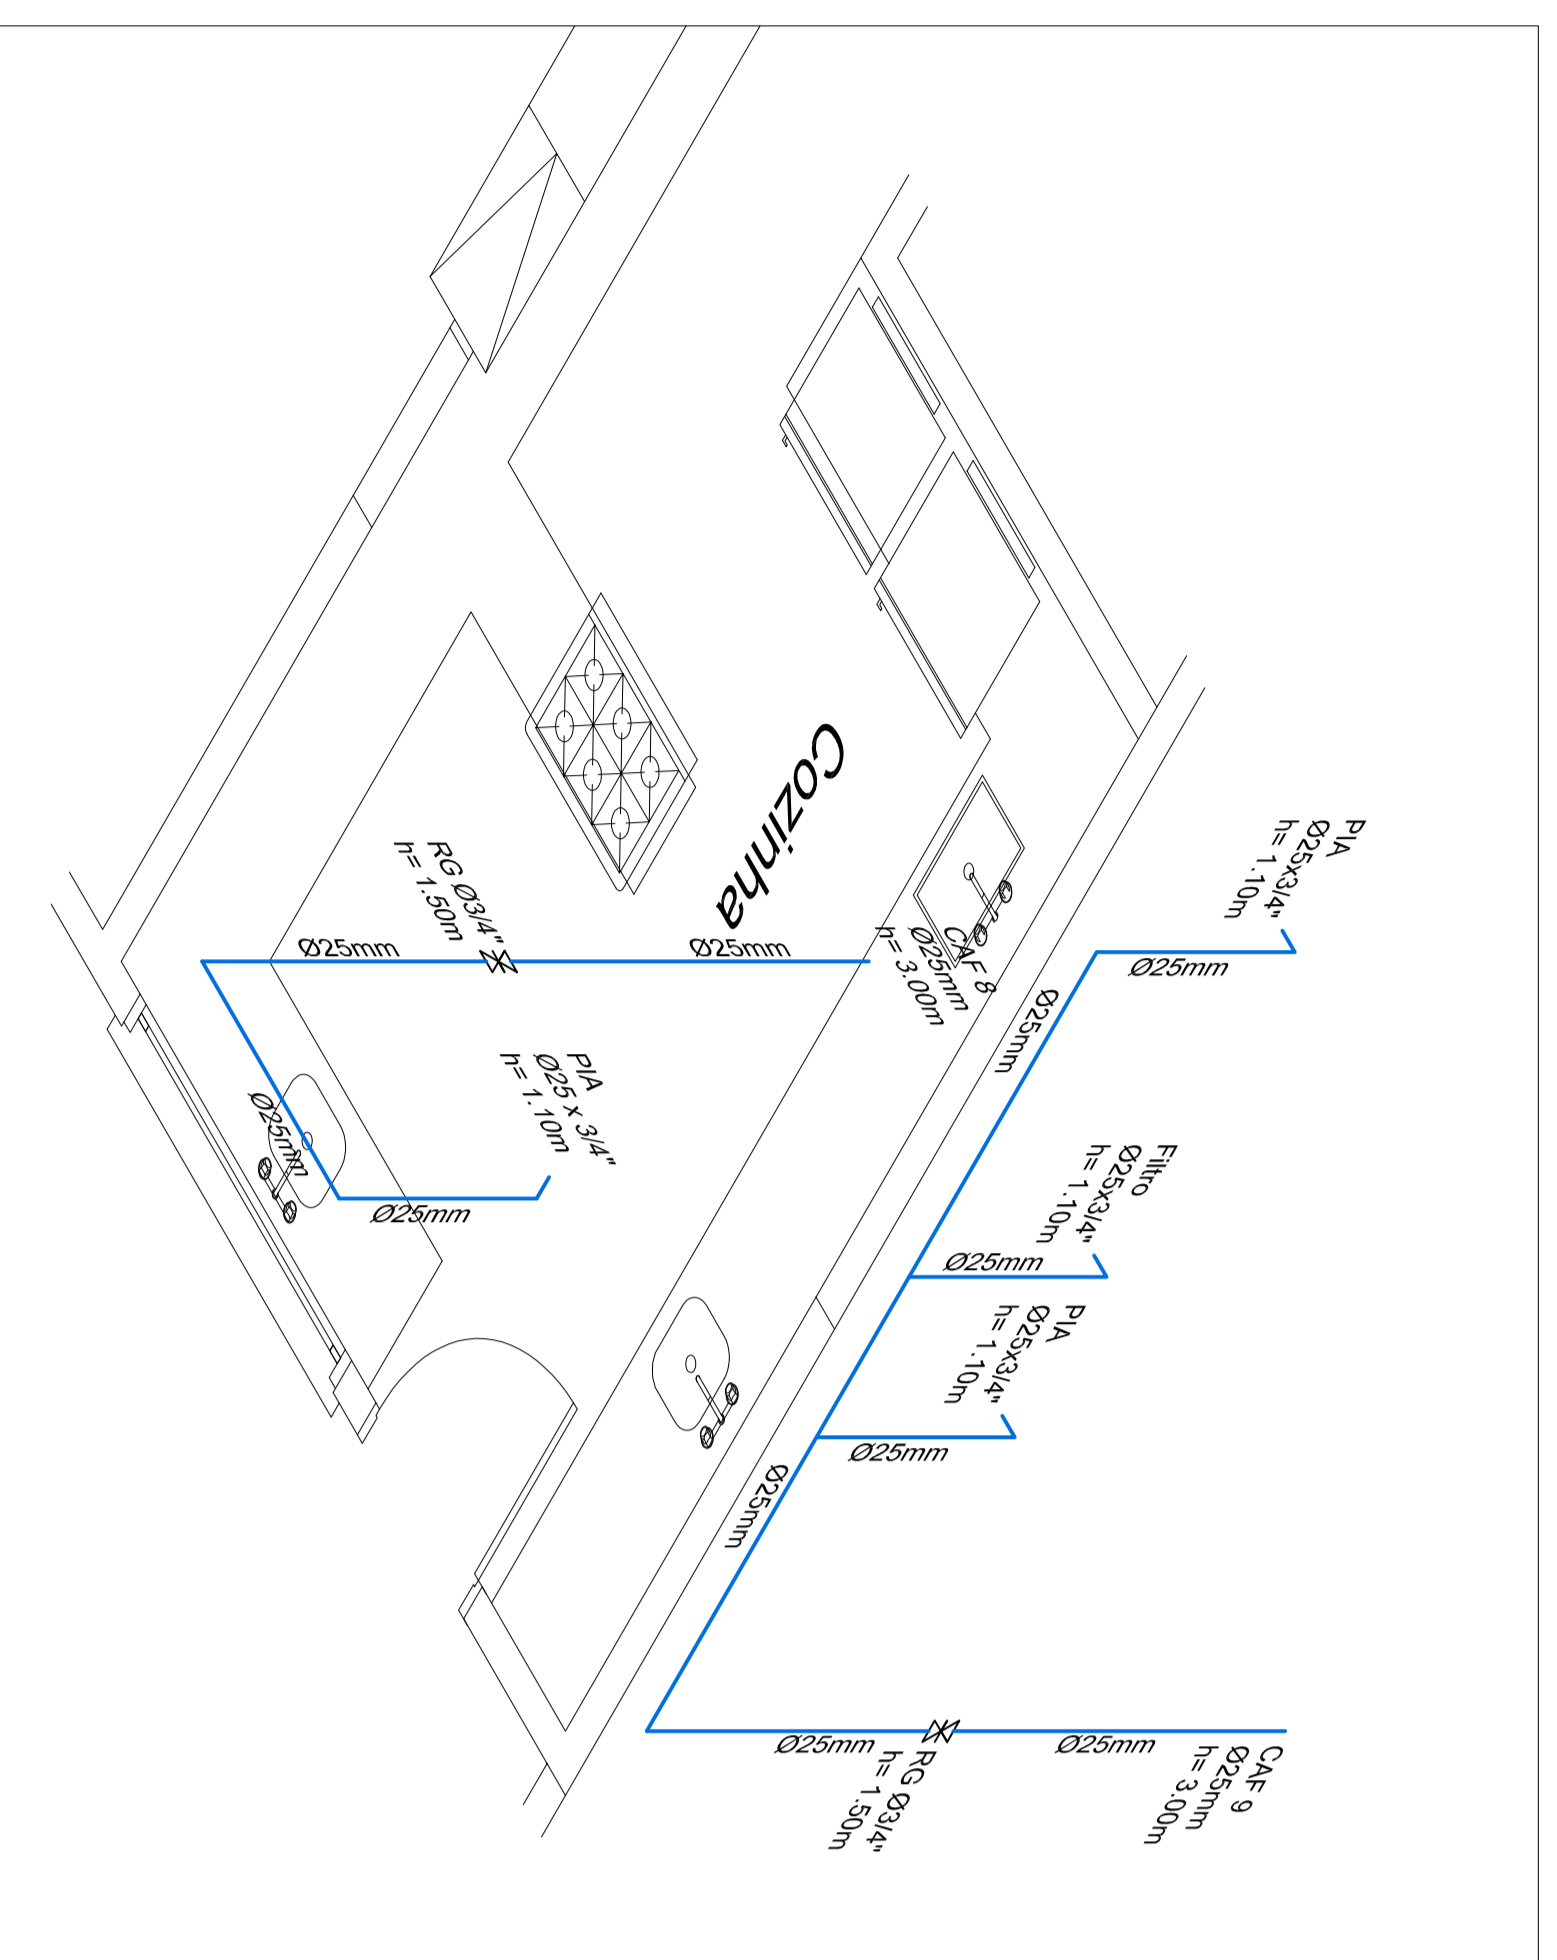 PIA
Ø25x3/4"
h= 1.10m
Ø25mm
Ø25mm
Filtro
Ø25x3/4"
h= 1.10m
Ø25mm
PIA
Ø25x3/4"
h= 1.10m
Ø25mm
Ø25mm
CAF 9
Ø25mm
h= 3.00m
Ø25mm
RG Ø3/4"
h= 1.50m
Ø25mm
Cozinha
CAF 8
Ø25mm
h= 3.00m
Ø25mm
RG Ø3/4"
h= 1.50m
Ø25mm
PIA
Ø25 x 3/4"
h= 1.10m
Ø25mm
Ø25mm